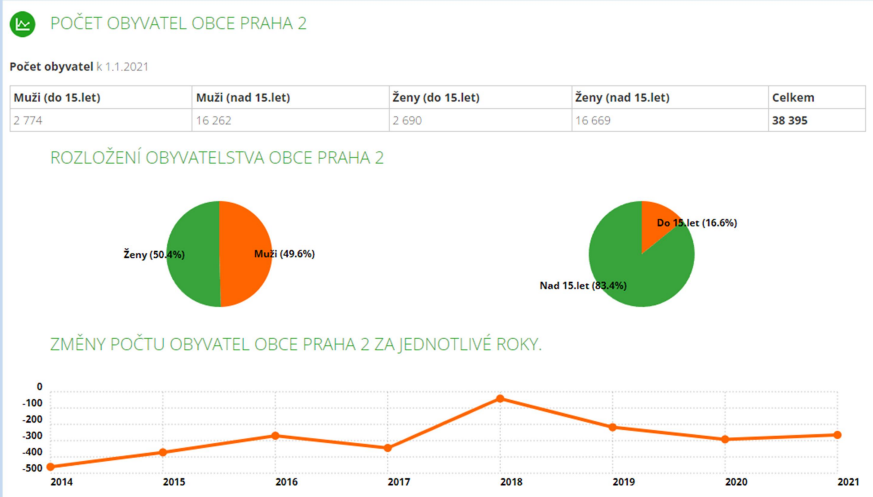 POČET OBYVATEL OBCE PRAHA 2
Počet obyvatel k 1.1.2021
Muži (do 15.let) Muži (nad 15.let) Ženy (do 15.let) Ženy (nad 15.let) Celkem
2 774 16 262 2 690 16 669 38 395
ROZLOŽENÍ OBYVATELSTVA OBCE PRAHA 2
Ženy (50.4%) Muži (49.6%)
Do 15.let (16.6%)
Nad 15.let (83.4%)
ZMĚNY POČTU OBYVATEL OBCE PRAHA 2 ZA JEDNOTLIVÉ ROKY.
0
-100
-200
-300
-400
-500
2014 2015 2016 2017 2018 2019 2020 2021